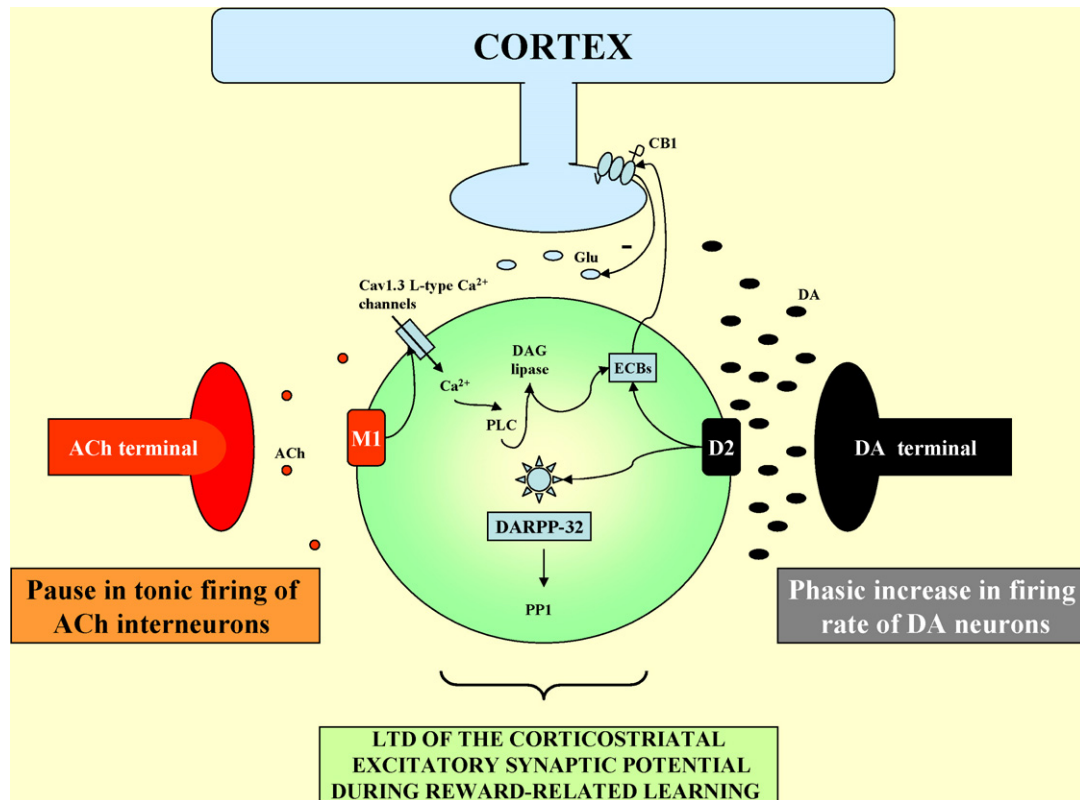 CORTEX
CB1
Glu
–
DA
Cav1.3 L-type Ca²⁺
channels
DAG
lipase
ECBs
Ca²⁺
PLC
M1
D2
ACh terminal
ACh
DA terminal
DARPP-32
PP1
Pause in tonic firing of
ACh interneurons
Phasic increase in firing
rate of DA neurons
LTD OF THE CORTICOSTRIATAL
EXCITATORY SYNAPTIC POTENTIAL
DURING REWARD-RELATED LEARNING